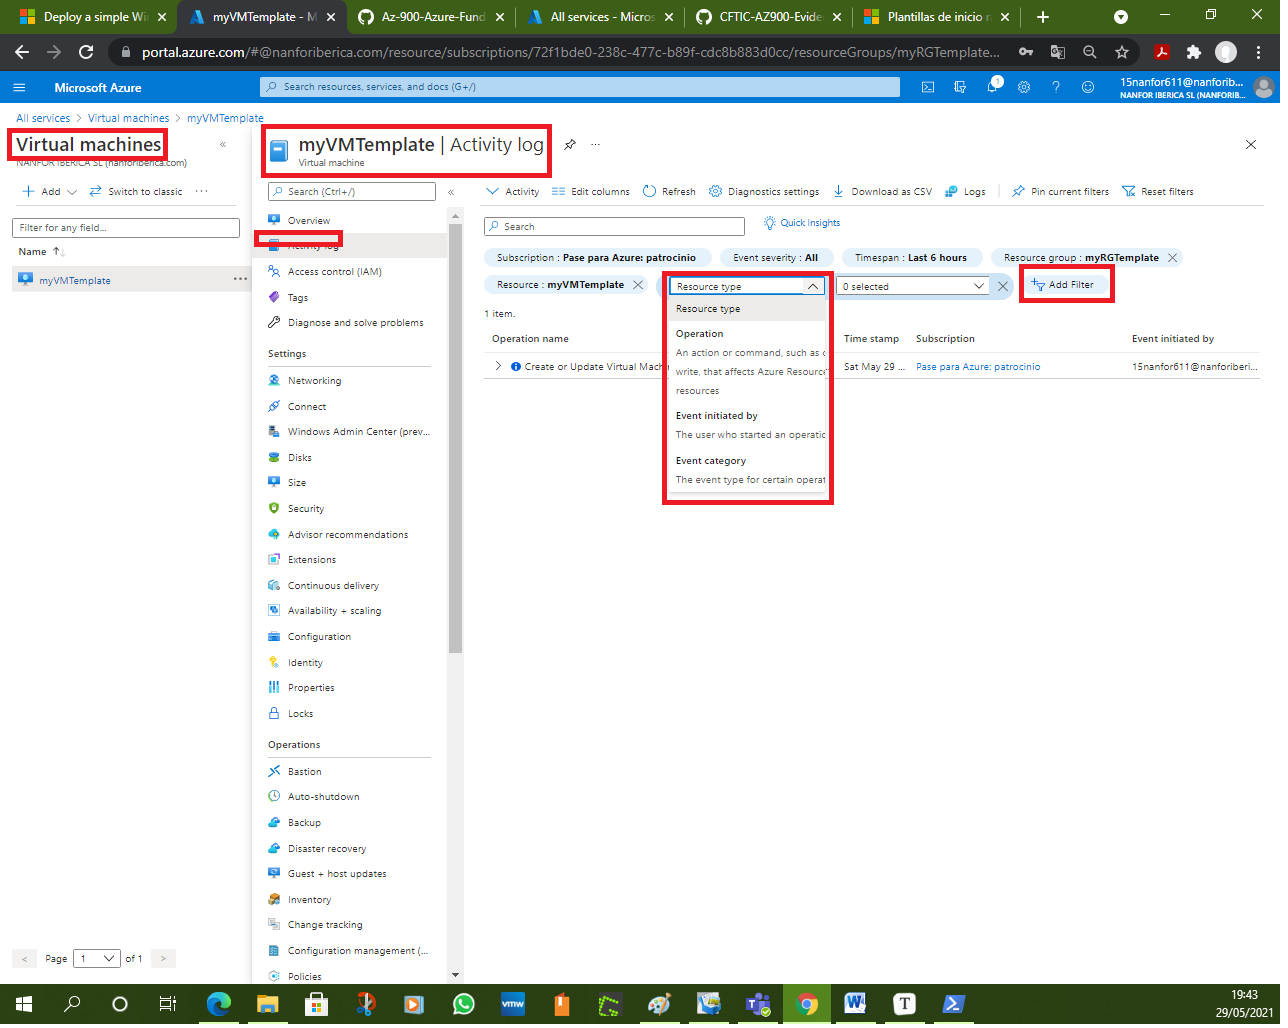 Deploy a simple Wi
myVMTemplate - M
Az-900-Azure-Fund
All services - Micros
CFTIC-AZ900-Evide
Plantillas de inicio r
portal.azure.com/#@nanforiberica.com/resource/subscriptions/72f1bde0-238c-477c-b89f-cdc8b883d0cc/resourceGroups/myRGTemplate...
Microsoft Azure
Search resources, services, and docs (G+/)
1
15nanfor611@nanforib...
NANFOR IBERICA SL (NANFORIB...
All services > Virtual machines > myVMTemplate
Virtual machines
«
NANFOR IBERICA SL (nanforiberica.com)
myVMTemplate | Activity log
Virtual machine
Add
Switch to classic
Filter for any field...
Name
myVMTemplate
< Page 1 of 1 >
Search (Ctrl+/)
«
Overview
Activity log
Access control (IAM)
Tags
Diagnose and solve problems
Settings
Networking
Connect
Windows Admin Center (prev...
Disks
Size
Security
Advisor recommendations
Extensions
Continuous delivery
Availability + scaling
Configuration
Identity
Properties
Locks
Operations
Bastion
Auto-shutdown
Backup
Disaster recovery
Guest + host updates
Inventory
Change tracking
Configuration management (...
Policies
Activity
Edit columns
Refresh
Diagnostics settings
Download as CSV
Logs
Pin current filters
Reset filters
Search
Quick Insights
Subscription : Pase para Azure: patrocinio
Event severity : All
Timespan : Last 6 hours
Resource group : myRGTemplate
Resource : myVMTemplate
Resource type
0 selected
Add Filter
1 item.
Resource type
Operation
An action or command, such as
write, that affects Azure Resource
resources
Event initiated by
The user who started an operatio
Event category
The event type for certain operat
Operation name
Time stamp
Subscription
Event initiated by
Create or Update Virtual Mach
Sat May 29 ...
Pase para Azure: patrocinio
15nanfor611@nanforiberi...
vmw
W
T
19:43
29/05/2021